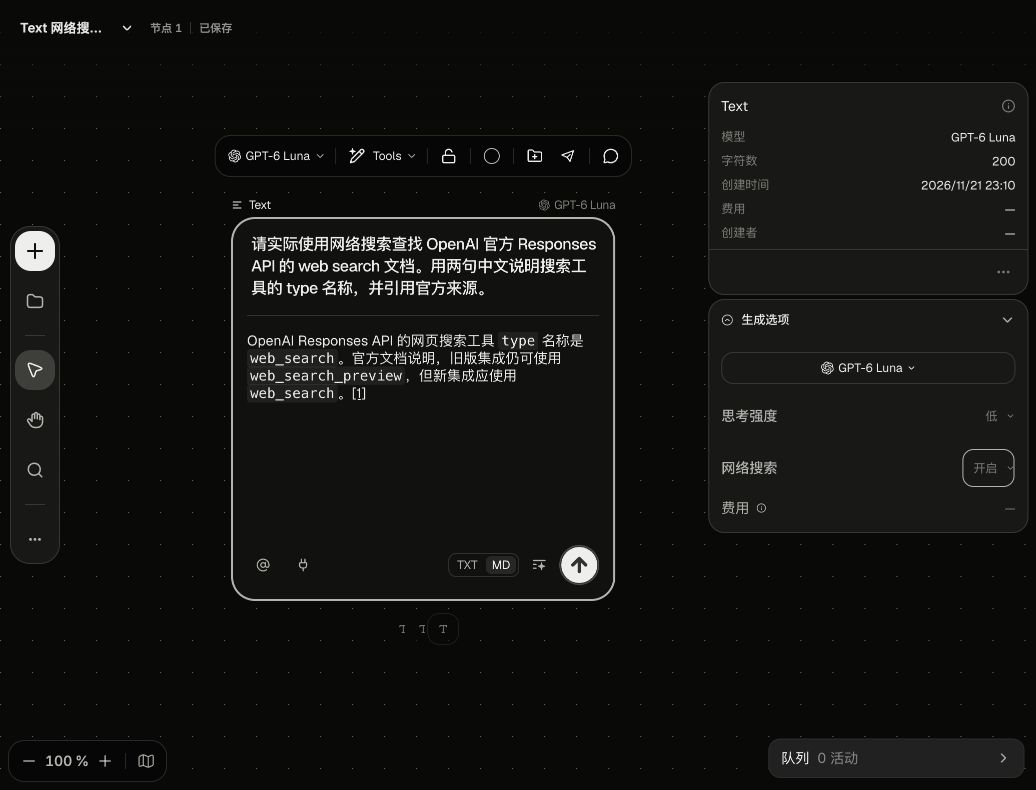 Text 网络搜...
节点 1
已保存
GPT-6 Luna
Tools
Text
GPT-6 Luna
请实际使用网络搜索查找 OpenAI 官方 Responses
API 的 web search 文档。用两句中文说明搜索工
具的 type 名称，并引用官方来源。
OpenAI Responses API 的网页搜索工具 type 名称是
web_search。官方文档说明，旧版集成仍可使用
web_search_preview，但新集成应使用
web_search。[1]
TXT MD
T T T
Text
模型 GPT-6 Luna
字符数 200
创建时间 2026/11/21 23:10
费用 —
创建者 —
生成选项
GPT-6 Luna
思考强度 低
网络搜索 开启
费用 —
100 %
队列 0 活动